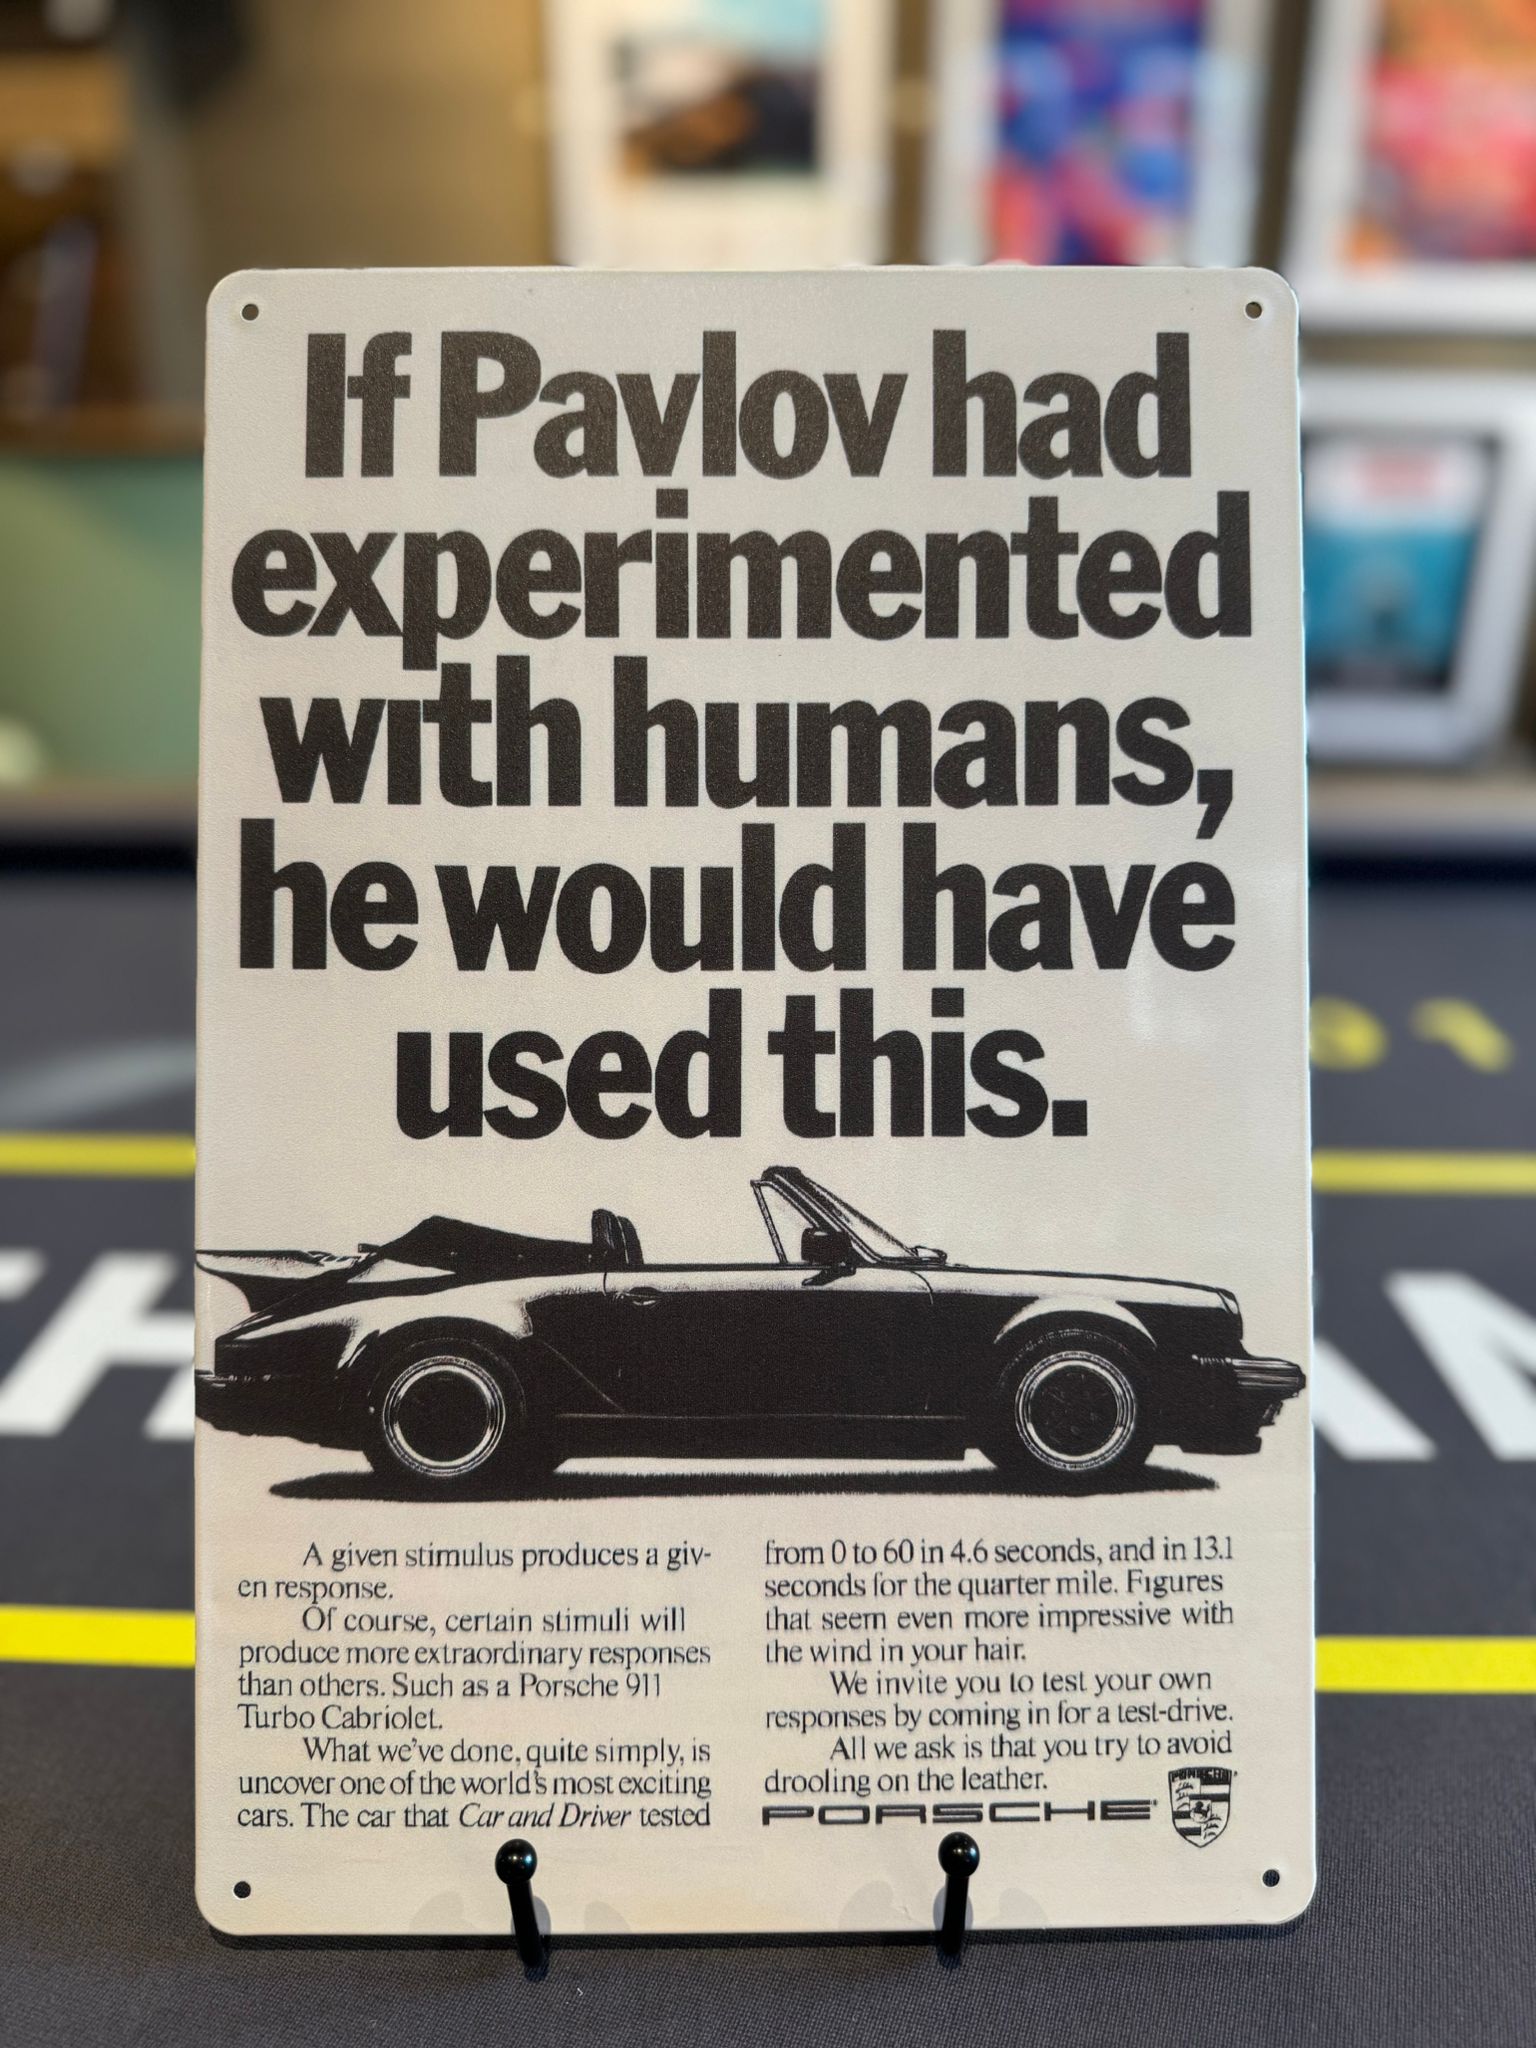 If Pavlov had
experimented
with humans,
he would have
used this.
A given stimulus produces a giv-
en response.
Of course, certain stimuli will
produce more extraordinary responses
than others. Such as a Porsche 911
Turbo Cabriolet.
What we've done, quite simply, is
uncover one of the world's most exciting
cars. The car that Car and Driver tested
from 0 to 60 in 4.6 seconds, and in 13.1
seconds for the quarter mile. Figures
that seem even more impressive with
the wind in your hair.
We invite you to test your own
responses by coming in for a test-drive.
All we ask is that you try to avoid
drooling on the leather.
PORSCHE
PORSCHE